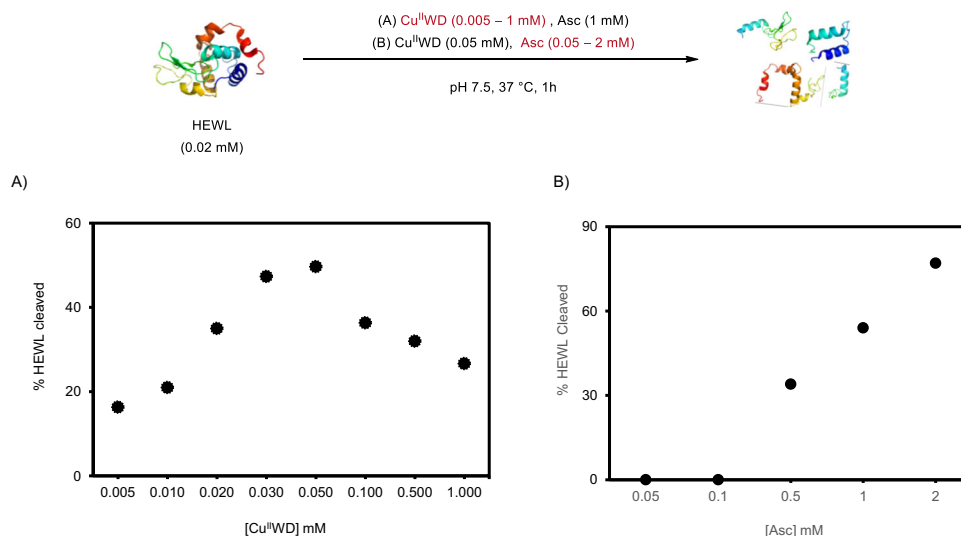 (A) CuᴵᴵWD (0.005 – 1 mM) , Asc (1 mM)
(B) CuᴵᴵWD (0.05 mM), Asc (0.05 – 2 mM)
pH 7.5, 37 °C, 1h
HEWL
(0.02 mM)
A)
60
40
20
0
% HEWL cleaved
0.005 0.010 0.020 0.030 0.050 0.100 0.500 1.000
[CuᴵᴵWD] mM
B)
90
60
30
0
% HEWL Cleaved
0.05 0.1 0.5 1 2
[Asc] mM